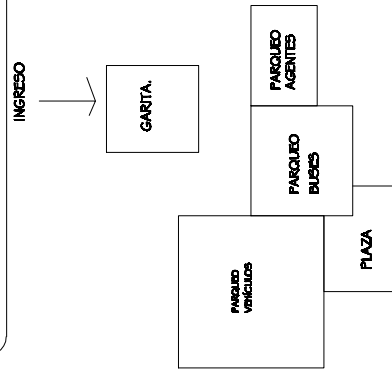 INGRESO
GARITA.
PARQUEO
AGENTES
PARQUEO
BUSES
PLAZA
PARQUEO
VEHÍCULOS